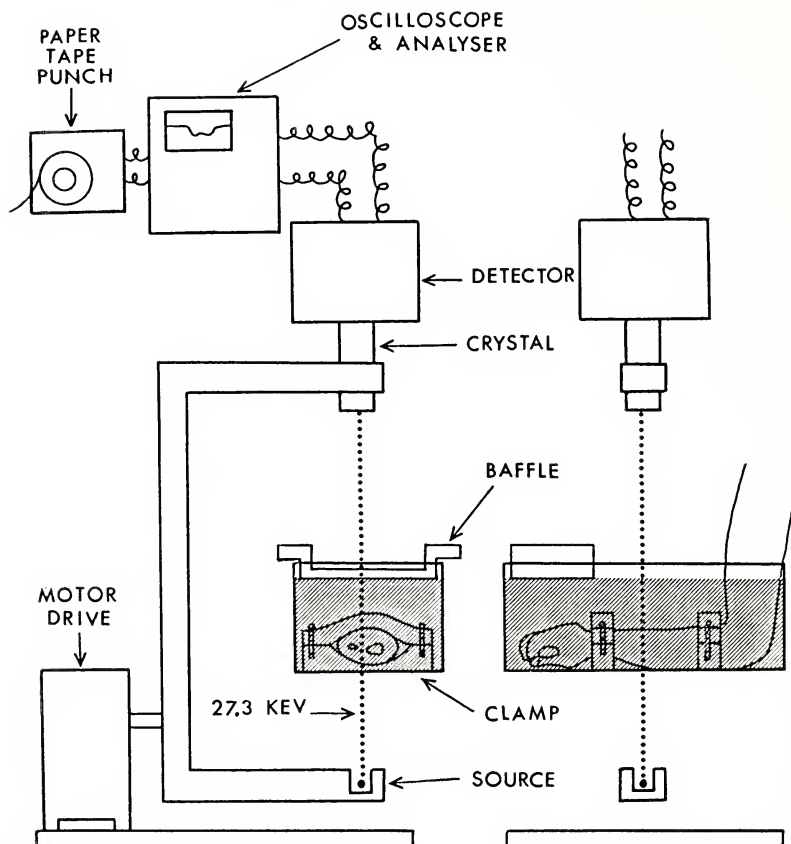 OSCILLOSCOPE
& ANALYSER
PAPER
TAPE
PUNCH
DETECTOR
CRYSTAL
BAFFLE
MOTOR
DRIVE
27.3 KEV
CLAMP
SOURCE